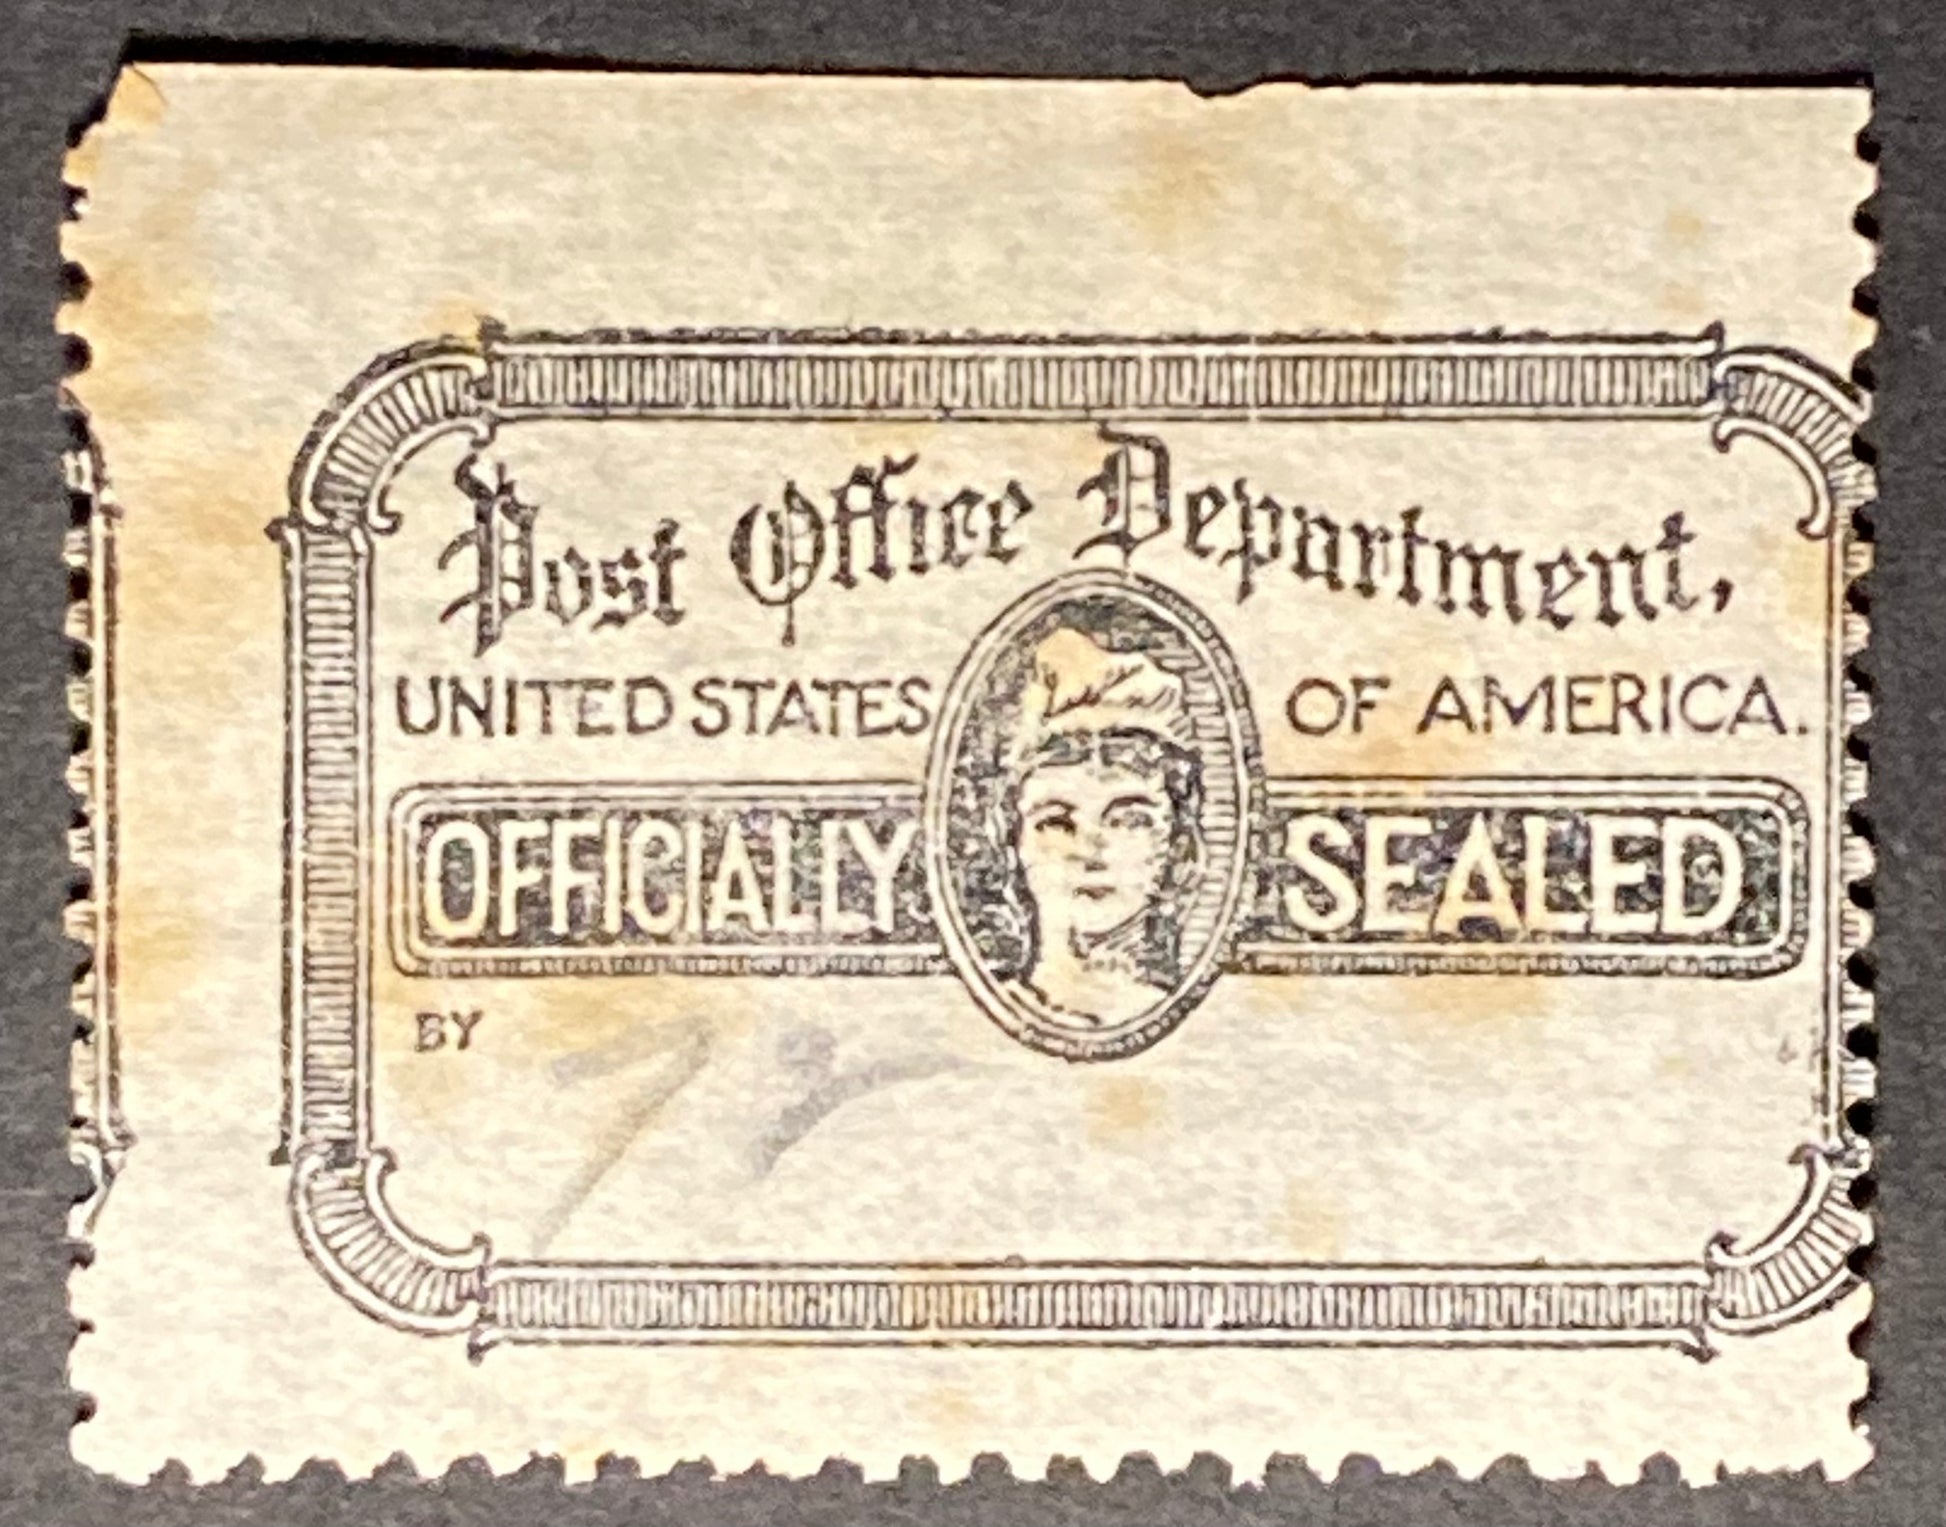 Post Office Department,
UNITED STATES OF AMERICA.
OFFICIALLY SEALED
BY